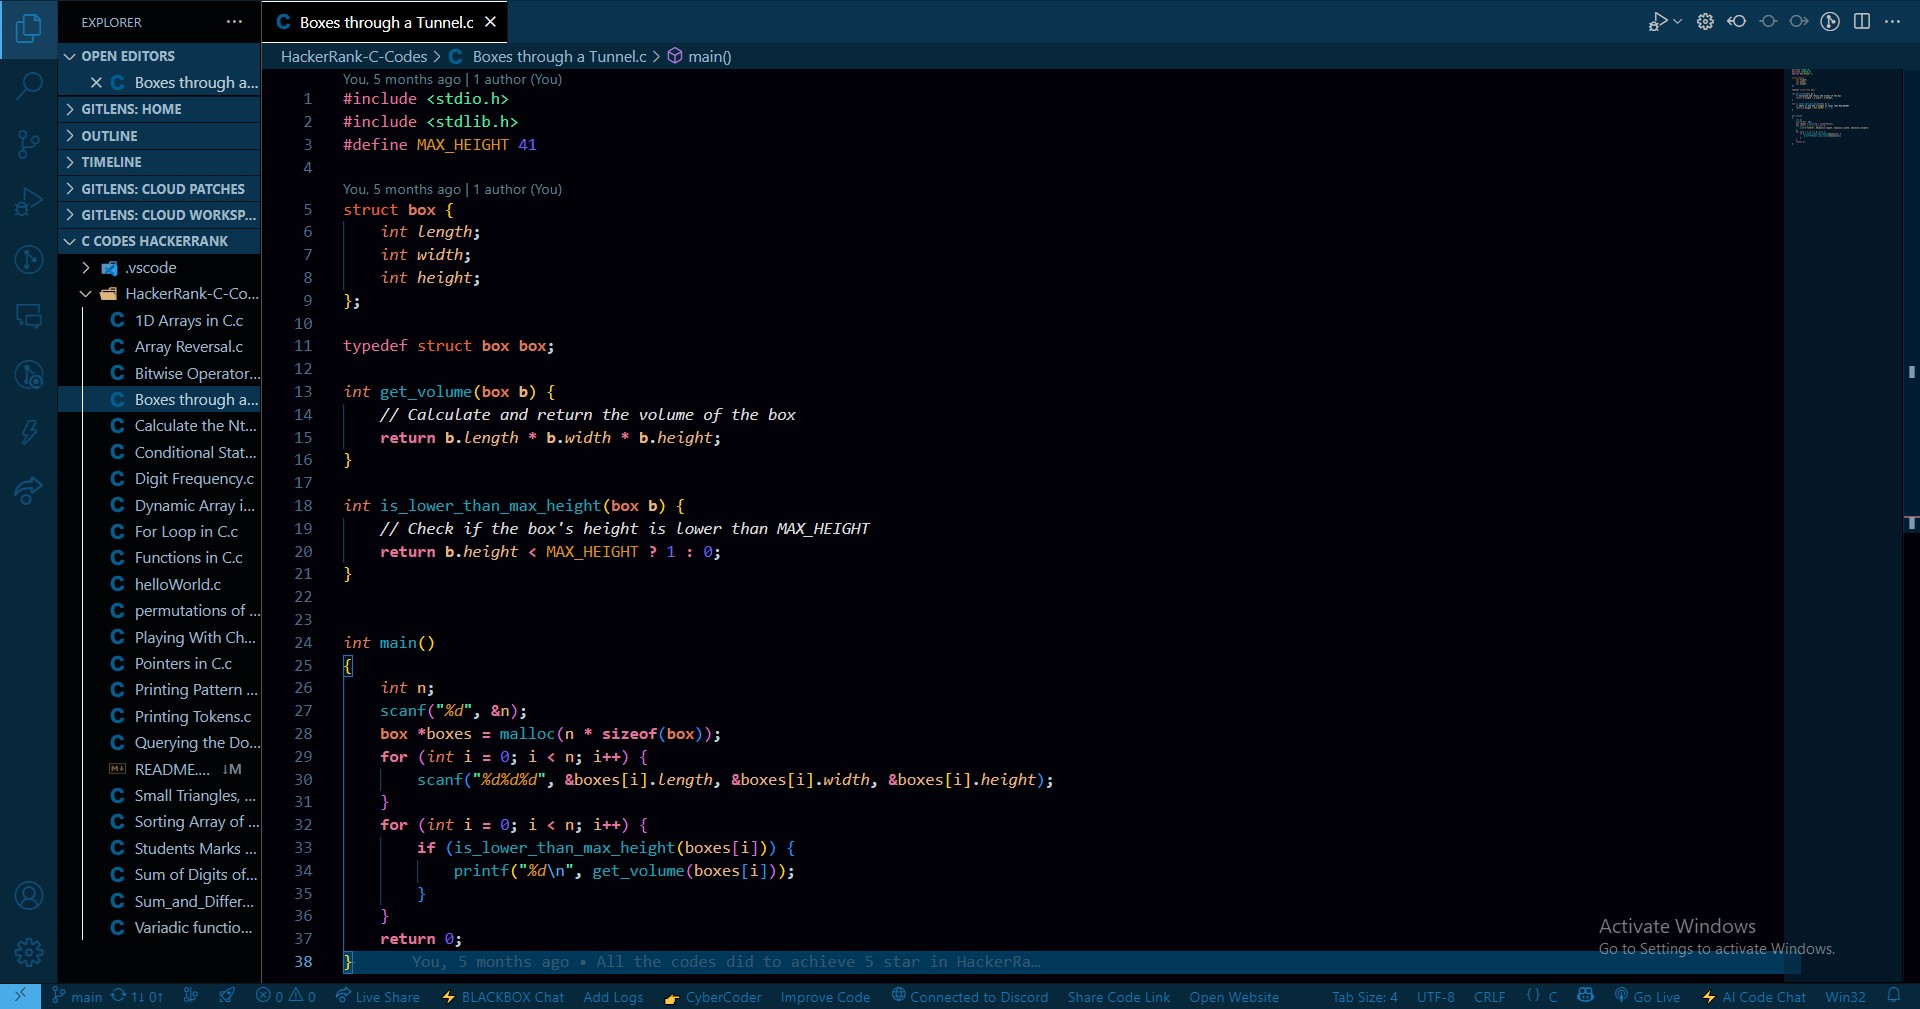 EXPLORER ...
OPEN EDITORS
Boxes through a...
GITLENS: HOME
OUTLINE
TIMELINE
GITLENS: CLOUD PATCHES
GITLENS: CLOUD WORKSP...
C CODES HACKERRANK
.vscode
HackerRank-C-Co...
C 1D Arrays in C.c
C Array Reversal.c
C Bitwise Operator...
C Boxes through a...
C Calculate the Nt...
C Conditional Stat...
C Digit Frequency.c
C Dynamic Array i...
C For Loop in C.c
C Functions in C.c
C helloWorld.c
C permutations of ...
C Playing With Ch...
C Pointers in C.c
C Printing Pattern ...
C Printing Tokens.c
C Querying the Do...
README.... ↓M
C Small Triangles, ...
C Sorting Array of ...
C Students Marks ...
C Sum of Digits of...
C Sum_and_Differ...
C Variadic functio...
C Boxes through a Tunnel.c
HackerRank-C-Codes > C Boxes through a Tunnel.c > main()
You, 5 months ago | 1 author (You)
1 #include <stdio.h>
2 #include <stdlib.h>
3 #define MAX_HEIGHT 41
4
You, 5 months ago | 1 author (You)
5 struct box {
6 int length;
7 int width;
8 int height;
9 };
10
11 typedef struct box box;
12
13 int get_volume(box b) {
14 // Calculate and return the volume of the box
15 return b.length * b.width * b.height;
16 }
17
18 int is_lower_than_max_height(box b) {
19 // Check if the box's height is lower than MAX_HEIGHT
20 return b.height < MAX_HEIGHT ? 1 : 0;
21 }
22
23
24 int main()
25 {
26 int n;
27 scanf("%d", &n);
28 box *boxes = malloc(n * sizeof(box));
29 for (int i = 0; i < n; i++) {
30 scanf("%d%d%d", &boxes[i].length, &boxes[i].width, &boxes[i].height);
31 }
32 for (int i = 0; i < n; i++) {
33 if (is_lower_than_max_height(boxes[i])) {
34 printf("%d\n", get_volume(boxes[i]));
35 }
36 }
37 return 0;
38 } You, 5 months ago • All the codes did to achieve 5 star in HackerRa...
Activate Windows
Go to Settings to activate Windows.
main 1↓ 0↑ 0 0 Live Share BLACKBOX Chat Add Logs CyberCoder Improve Code Connected to Discord Share Code Link Open Website Tab Size: 4 UTF-8 CRLF {} C Go Live AI Code Chat Win32